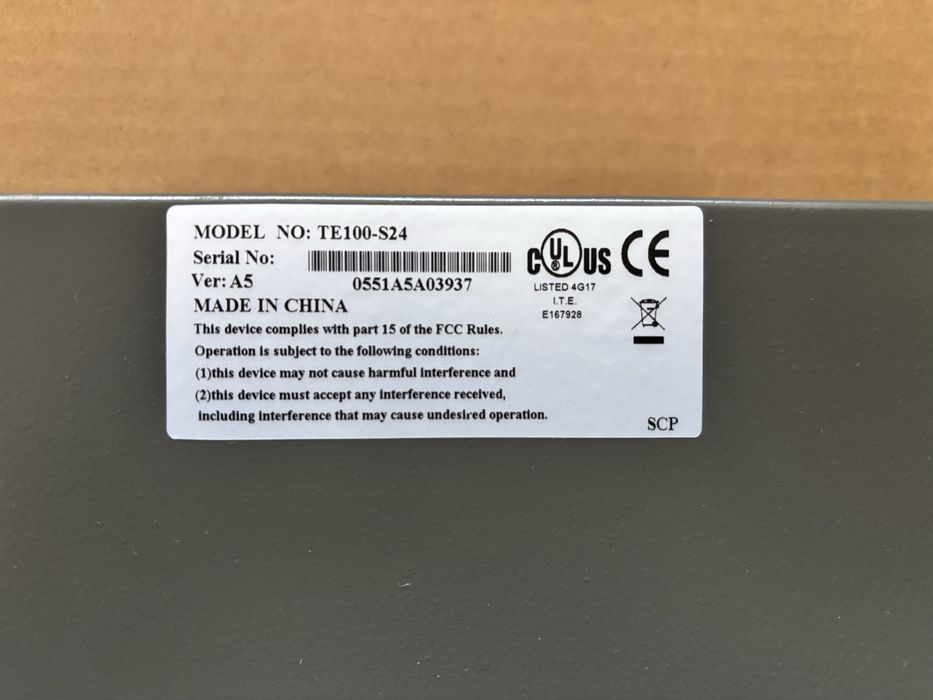 MODEL NO: TE100-S24
Serial No:
Ver: A5 0551A5A03937
MADE IN CHINA
This device complies with part 15 of the FCC Rules.
Operation is subject to the following conditions:
(1)this device may not cause harmful interference and
(2)this device must accept any interference received,
including interference that may cause undesired operation.
C UL US CE
LISTED 4G17
I.T.E.
E167928
SCP